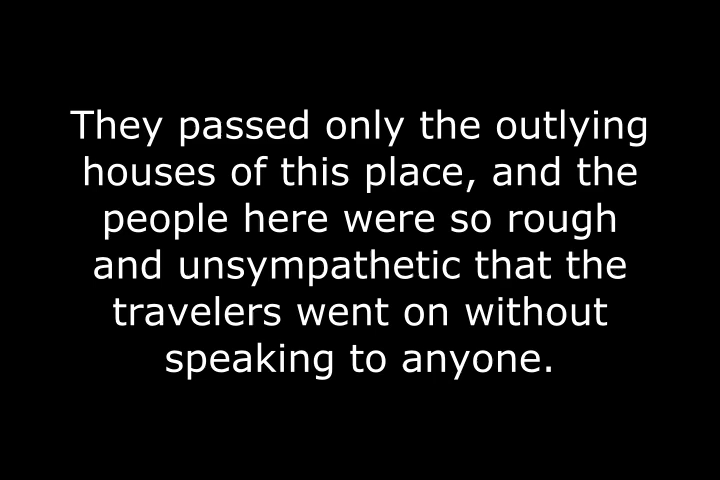 They passed only the outlying
houses of this place, and the
people here were so rough
and unsympathetic that the
travelers went on without
speaking to anyone.